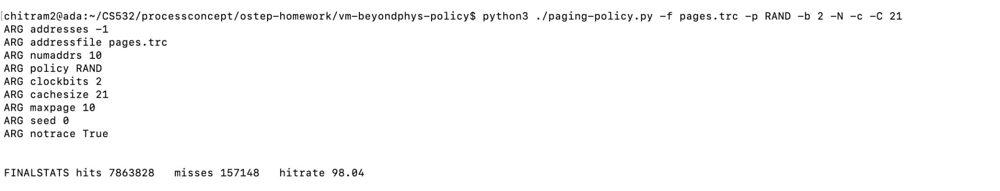 [chitram2@ada:~/CS532/processconcept/ostep-homework/vm-beyondphys-policy$ python3 ./paging-policy.py -f pages.trc -p RAND -b 2 -N -c -C 21
ARG addresses -1
ARG addressfile pages.trc
ARG numaddrs 10
ARG policy RAND
ARG clockbits 2
ARG cachesize 21
ARG maxpage 10
ARG seed 0
ARG notrace True
FINALSTATS hits 7863828   misses 157148   hitrate 98.04